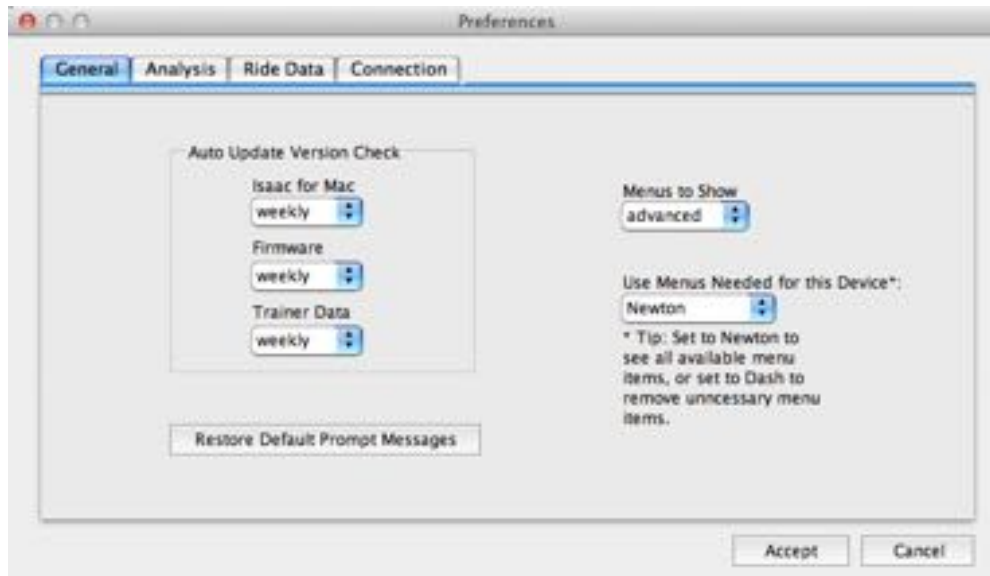 Preferences
General
Analysis
Ride Data
Connection
Auto Update Version Check
Isaac for Mac
weekly
Firmware
weekly
Trainer Data
weekly
Restore Default Prompt Messages
Menus to Show
advanced
Use Menus Needed for this Device*:
Newton
* Tip: Set to Newton to
see all available menu
items, or set to Dash to
remove unncessary menu
items.
Accept
Cancel